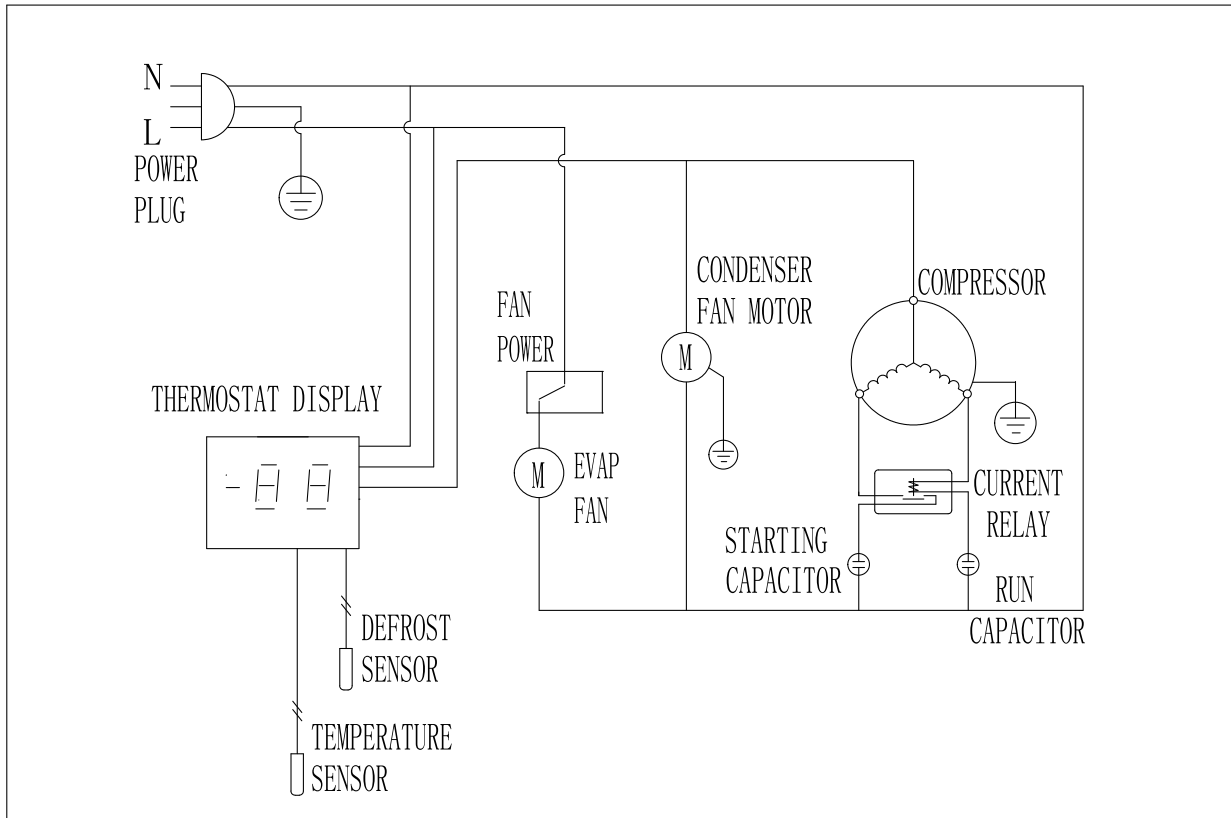 N
L
POWER
PLUG
CONDENSER
FAN MOTOR
COMPRESSOR
FAN
POWER
M
THERMOSTAT DISPLAY
-88
M
EVAP
FAN
CURRENT
RELAY
STARTING
CAPACITOR
RUN
CAPACITOR
DEFROST
SENSOR
TEMPERATURE
SENSOR